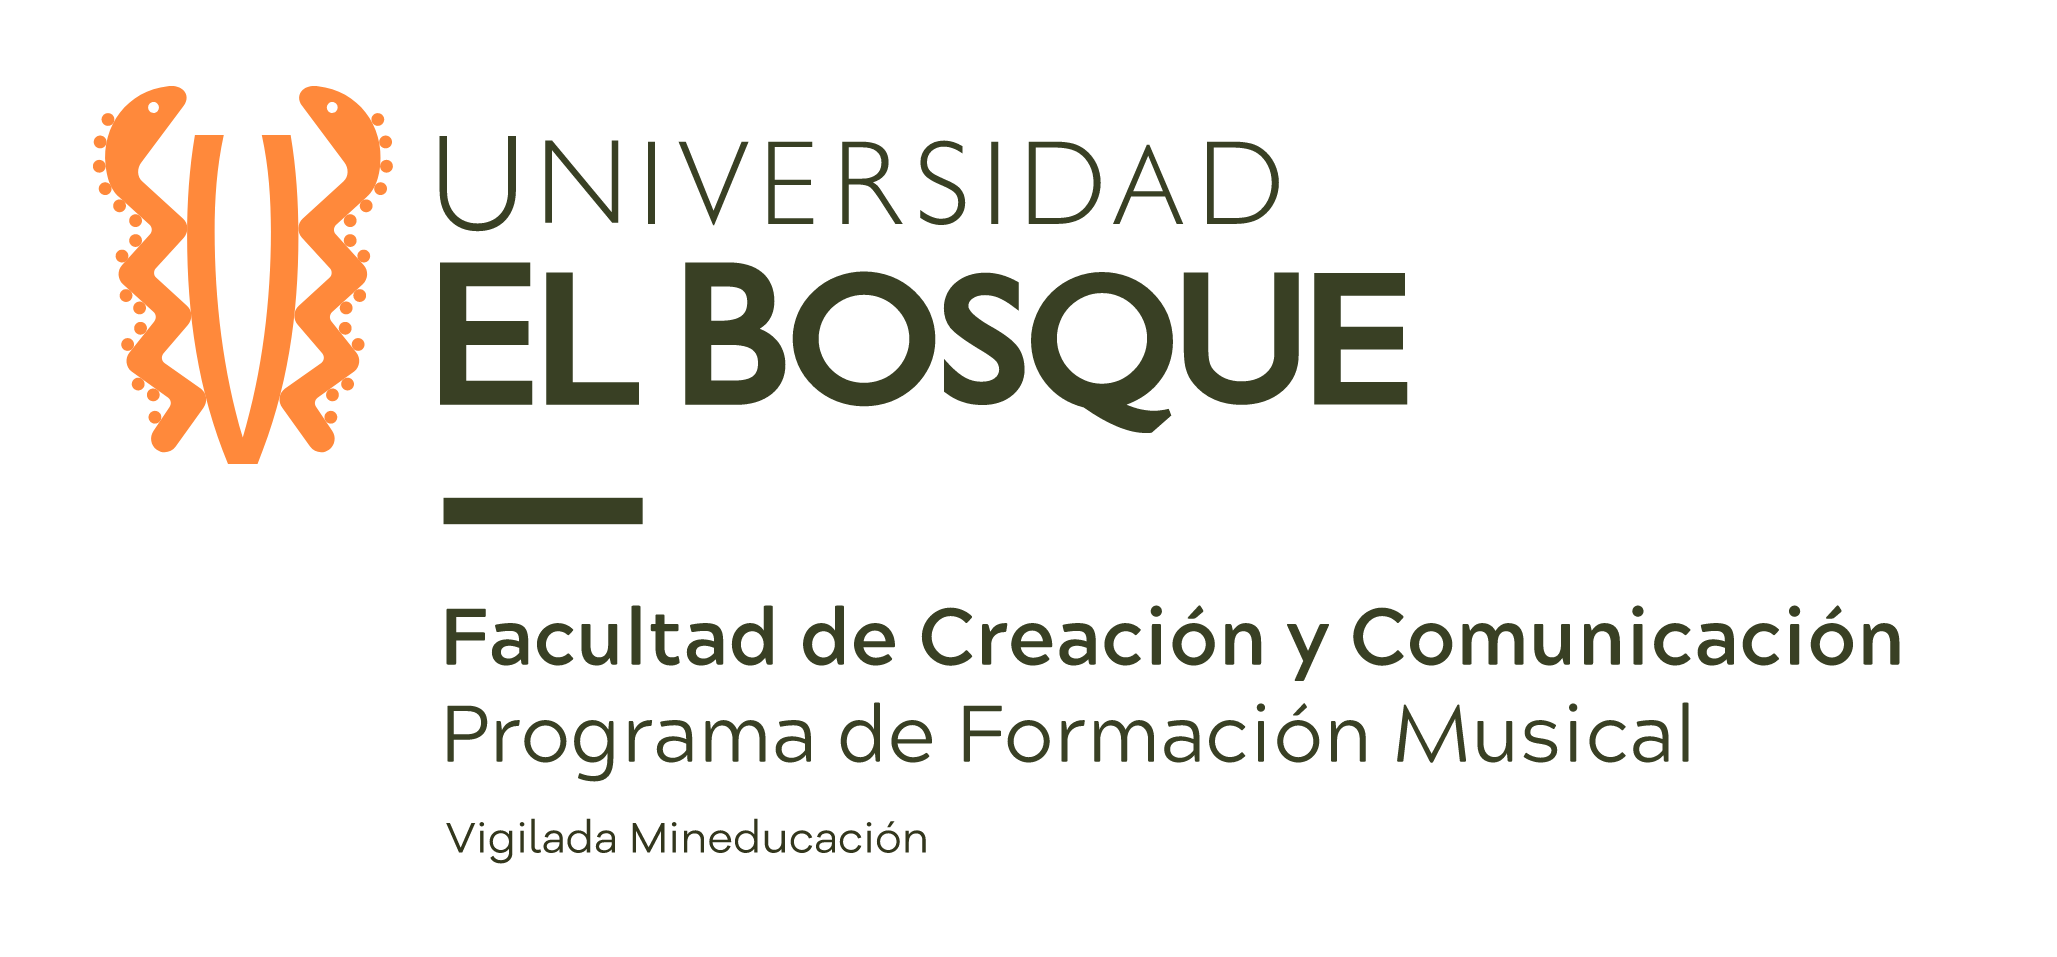 UNIVERSIDAD
EL BOSQUE
Facultad de Creación y Comunicación
Programa de Formación Musical
Vigilada Mineducación